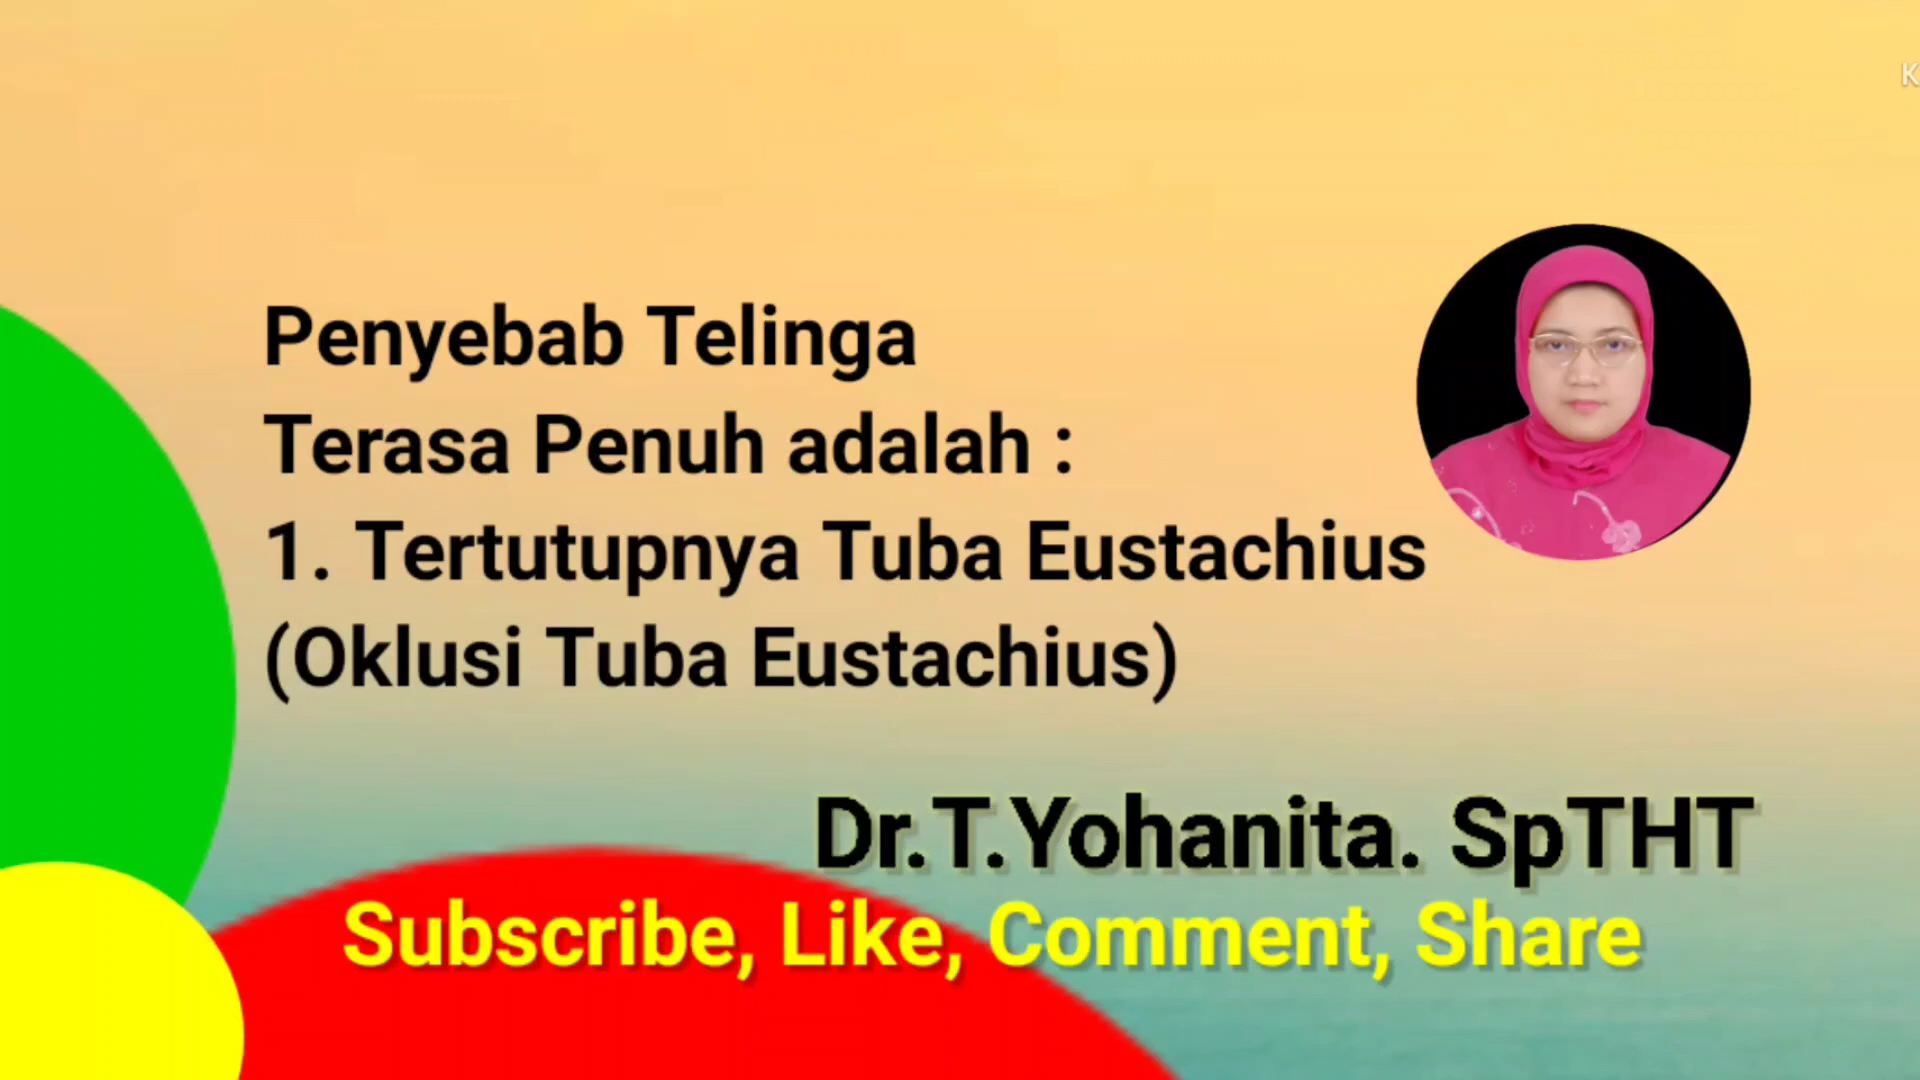 Penyebab Telinga
Terasa Penuh adalah :
1. Tertutupnya Tuba Eustachius
(Oklusi Tuba Eustachius)
Dr.T.Yohanita. SpTHT
Subscribe, Like, Comment, Share